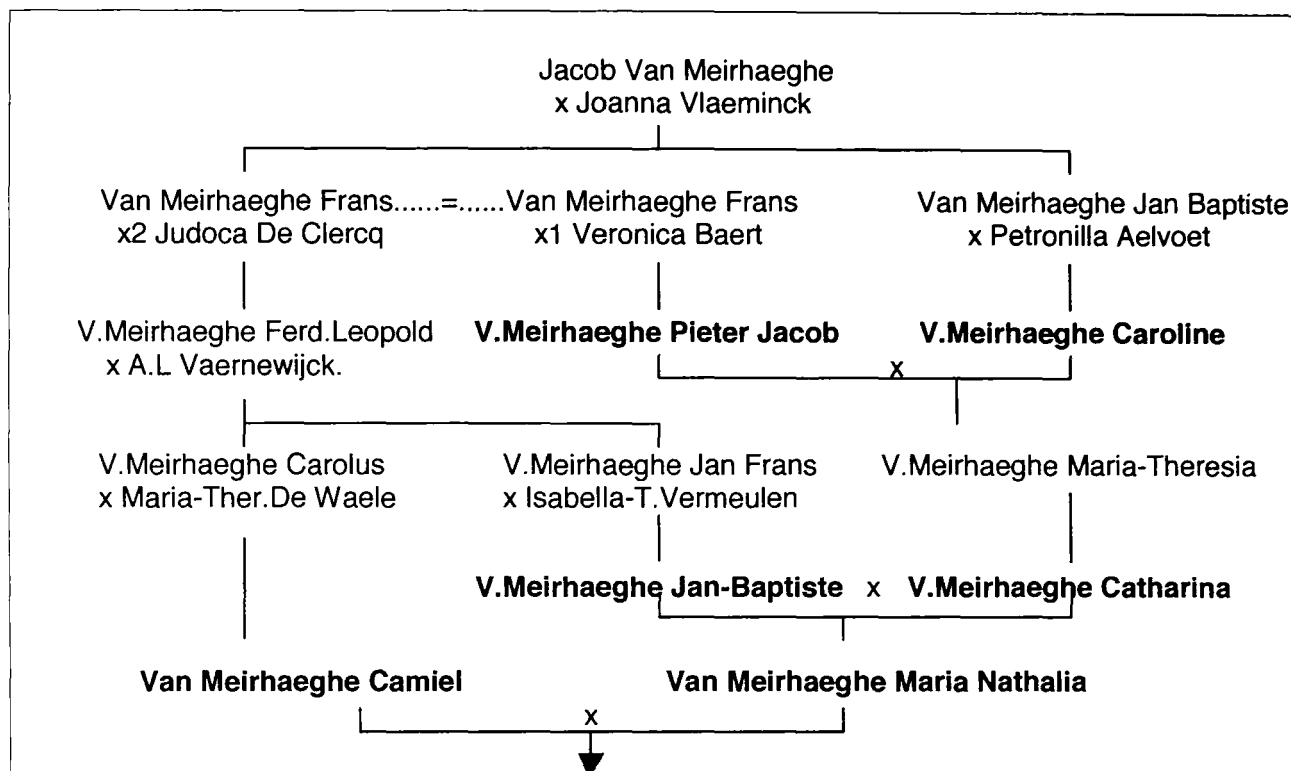 Jacob Van Meirhaeghe
x Joanna Vlaeminck
Van Meirhaeghe Frans......=......Van Meirhaeghe Frans
x2 Judoca De Clercq
x1 Veronica Baert
Van Meirhaeghe Jan Baptiste
x Petronilla Aelvoet
V.Meirhaeghe Ferd.Leopold
x A.L Vaernewijck.
V.Meirhaeghe Pieter Jacob
V.Meirhaeghe Caroline
x
V.Meirhaeghe Carolus
x Maria-Ther.De Waele
V.Meirhaeghe Jan Frans
x Isabella-T.Vermeulen
V.Meirhaeghe Maria-Theresia
V.Meirhaeghe Jan-Baptiste x V.Meirhaeghe Catharina
Van Meirhaeghe Camiel
Van Meirhaeghe Maria Nathalia
x